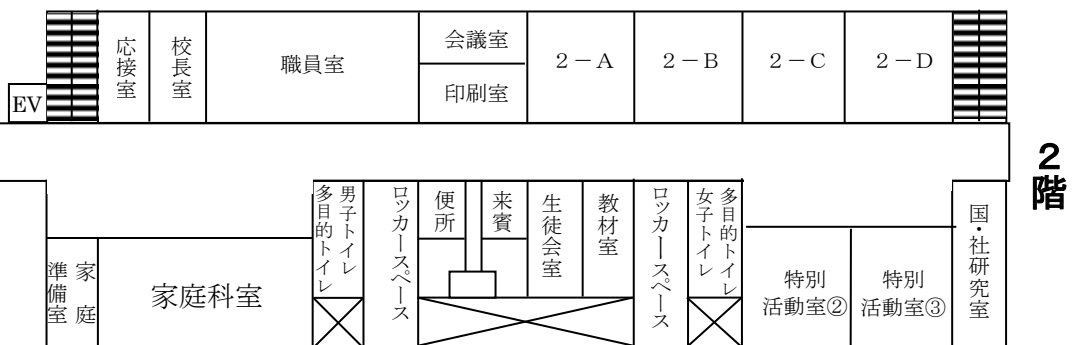 応接室
校長室
職員室
会議室
印刷室
2－A
2－B
2－C
2－D
EV
2階
男子トイレ
多目的トイレ
ロッカースペース
便所
来賓
生徒会室
教材室
ロッカースペース
多目的トイレ
女子トイレ
国・社研究室
家庭
準備室
家庭科室
特別
活動室②
特別
活動室③